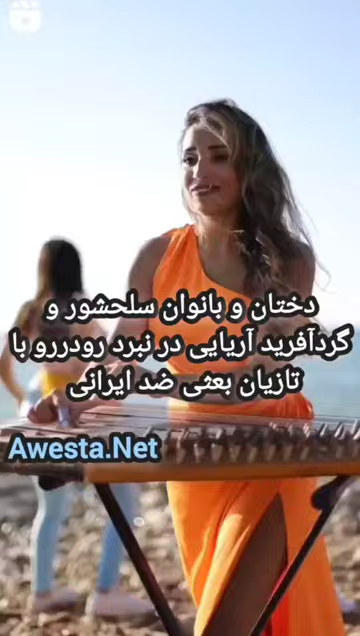 دختان و بانوان سلحشور و
گردآفرید آریایی در نبرد رودررو با
تازیان بعثی ضد ایرانی
Awesta.Net